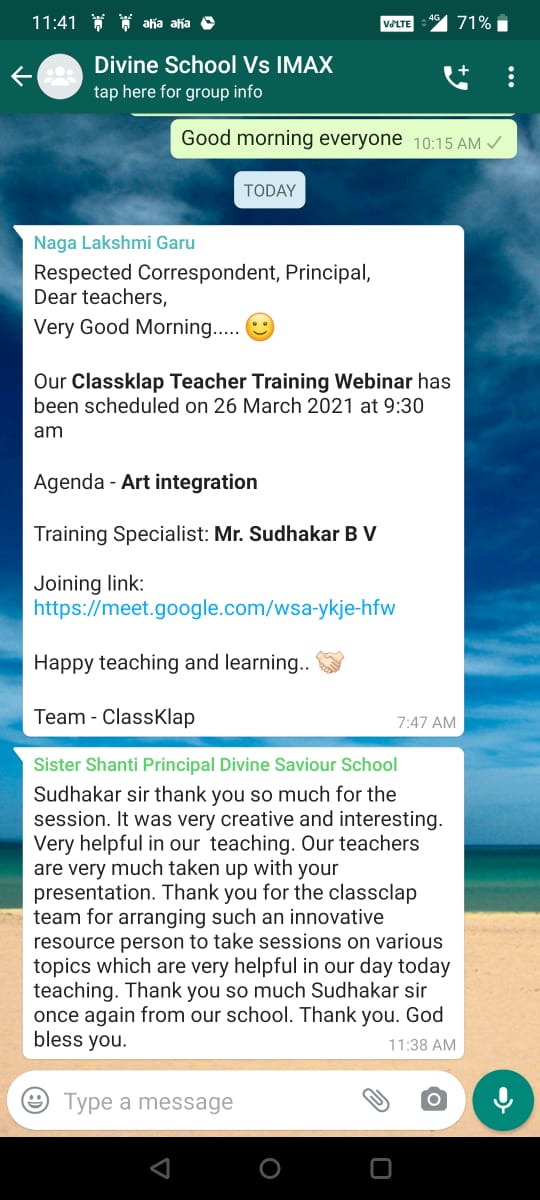 11:41 aha aha VoLTE 4G 71%
Divine School Vs IMAX
tap here for group info
Good morning everyone 10:15 AM
TODAY
Naga Lakshmi Garu
Respected Correspondent, Principal,
Dear teachers,
Very Good Morning.....
Our Classklap Teacher Training Webinar has
been scheduled on 26 March 2021 at 9:30
am
Agenda - Art integration
Training Specialist: Mr. Sudhakar B V
Joining link:
https://meet.google.com/wsa-ykje-hfw
Happy teaching and learning..
Team - ClassKlap 7:47 AM
Sister Shanti Principal Divine Saviour School
Sudhakar sir thank you so much for the
session. It was very creative and interesting.
Very helpful in our  teaching. Our teachers
are very much taken up with your
presentation. Thank you for the classclap
team for arranging such an innovative
resource person to take sessions on various
topics which are very helpful in our day today
teaching. Thank you so much Sudhakar sir
once again from our school. Thank you. God
bless you. 11:38 AM
Type a message